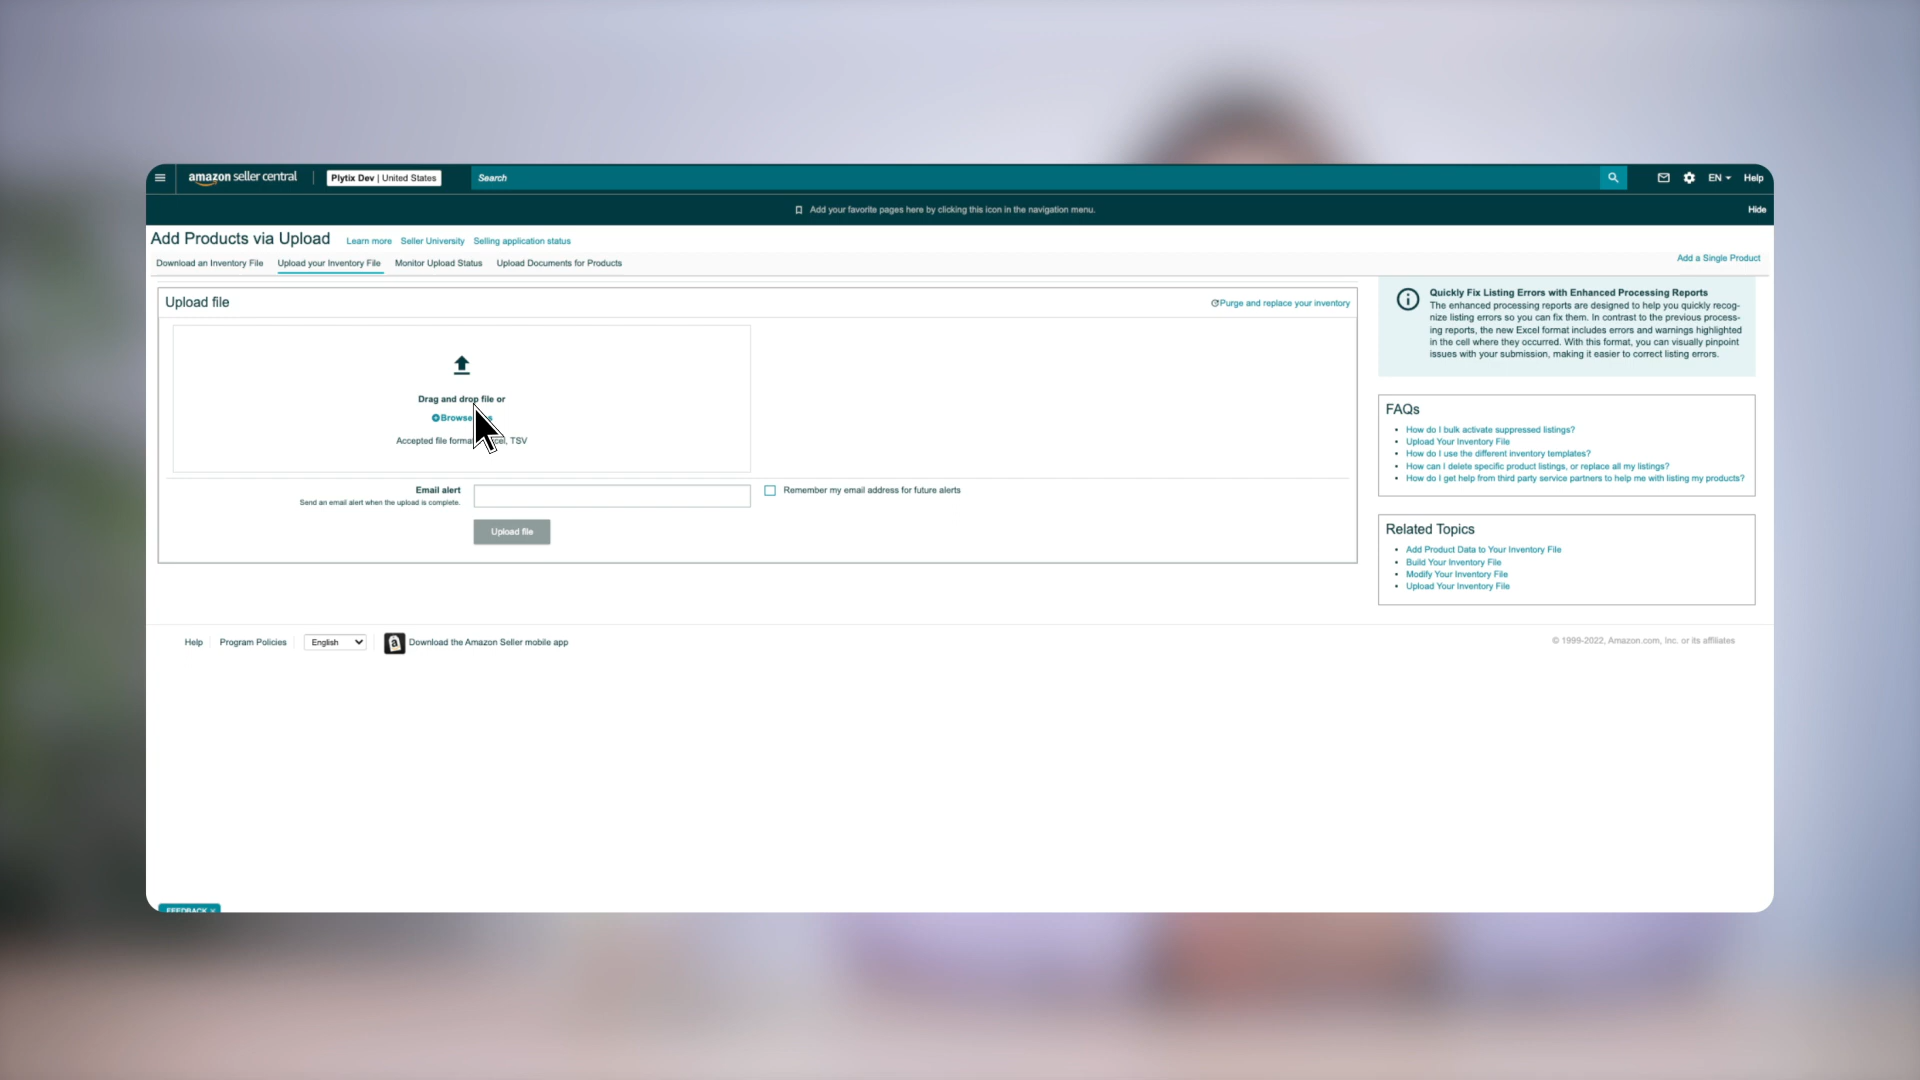 amazon seller central
Plytix Dev | United States
Search
EN
Help
Add your favorite pages here by clicking this icon in the navigation menu.
Hide
Add Products via Upload
Learn more
Seller University
Selling application status
Download an Inventory File
Upload your Inventory File
Monitor Upload Status
Upload Documents for Products
Add a Single Product
Upload file
Purge and replace your inventory
Drag and drop file or
Browse
Accepted file TSV
Email alert
Send an email alert when the upload is complete.
Remember my email address for future alerts
Upload file
Quickly Fix Listing Errors with Enhanced Processing Reports
The enhanced processing reports are designed to help you quickly recog-
nize listing errors so you can fix them. In contrast to the previous process-
ing reports, the new Excel format includes errors and warnings highlighted
in the cell where they occurred. With this format, you can visually pinpoint
issues with your submission, making it easier to correct listing errors.
FAQs
• How do I bulk activate suppressed listings?
• Upload Your Inventory File
• How do I use the different inventory templates?
• How can I delete specific product listings, or replace all my listings?
• How do I get help from third party service partners to help me with listing my products?
Related Topics
• Add Product Data to Your Inventory File
• Build Your Inventory File
• Modify Your Inventory File
• Upload Your Inventory File
Help
Program Policies
English
a
Download the Amazon Seller mobile app
© 1999-2022, Amazon.com, Inc. or its affiliates
FEEDBACK